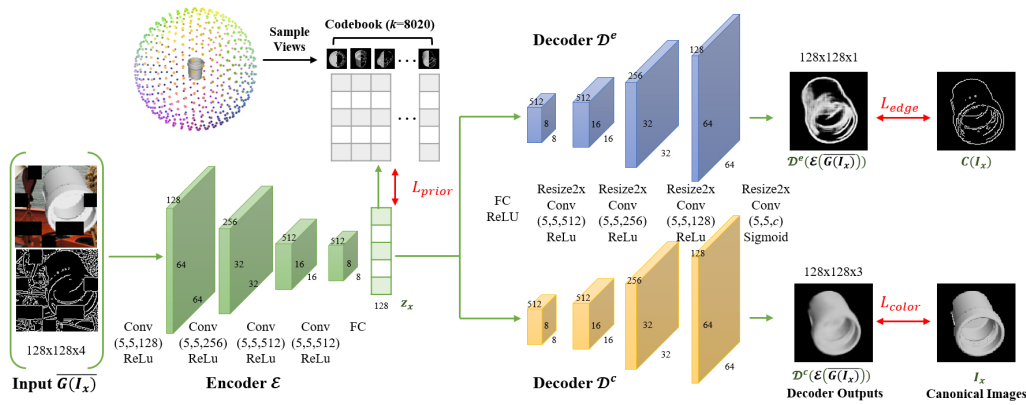 Sample
Views
Codebook (k=8020)
...
...
...
L_prior
128
64
64
256
32
32
512
16
16
512
8
8
128
z_x
128x128x4
Input \overline{G(I_x)}
Conv
(5,5,128)
ReLu
Conv
(5,5,256)
ReLu
Conv
(5,5,512)
ReLu
Conv
(5,5,512)
ReLu
FC
Encoder ℰ
Decoder 𝒟^e
512
8
8
512
16
16
256
32
32
128
64
64
FC
ReLU
Resize2x
Conv
(5,5,512)
ReLu
Resize2x
Conv
(5,5,256)
ReLu
Resize2x
Conv
(5,5,128)
ReLu
Resize2x
Conv
(5,5,c)
Sigmoid
512
8
8
512
16
16
256
32
32
128
64
64
Decoder 𝒟^c
128x128x1
L_edge
𝒟^e(ℰ(\overline{G(I_x)}))
C(I_x)
128x128x3
L_color
𝒟^c(ℰ(\overline{G(I_x)}))
Decoder Outputs
I_x
Canonical Images